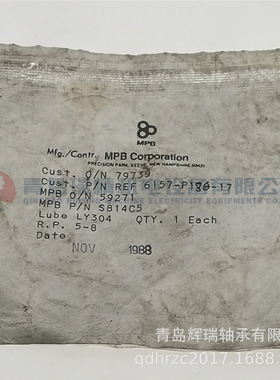 MPB
Mfg./Contr. MPB Corporation
PRECISION PARK, KEENE, NEW HAMPSHIRE 03431
Cust. O/N 79739
Cust. P/N REF 6157-P186-17
MPB O/N 59271
MPB P/N S814C5
Lube LY304 QTY. 1 Each
R.P. 5-8
Date
NOV 1988
青岛辉瑞轴承有限公司
gdhrzc2017.1688.